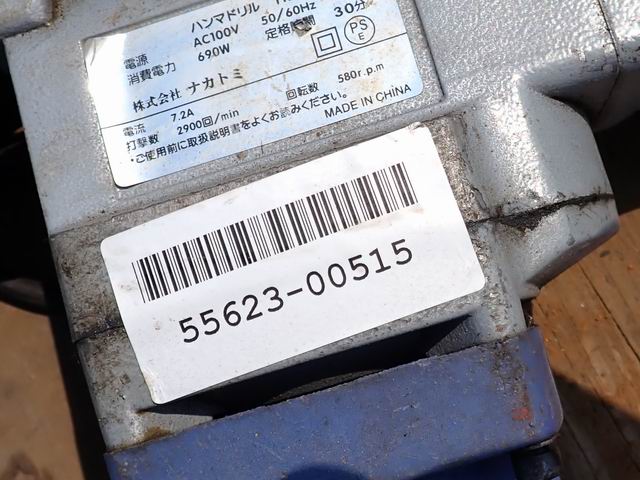 ハンマドリル
電源 AC100V 50/60Hz 定格時間 30分
消費電力 690W
PS E
株式会社 ナカトミ
電流 7.2A 回転数 580r.p.m
打撃数 2900回/min
・ご使用前に取扱説明書をよくお読みください。 MADE IN CHINA
55623-00515